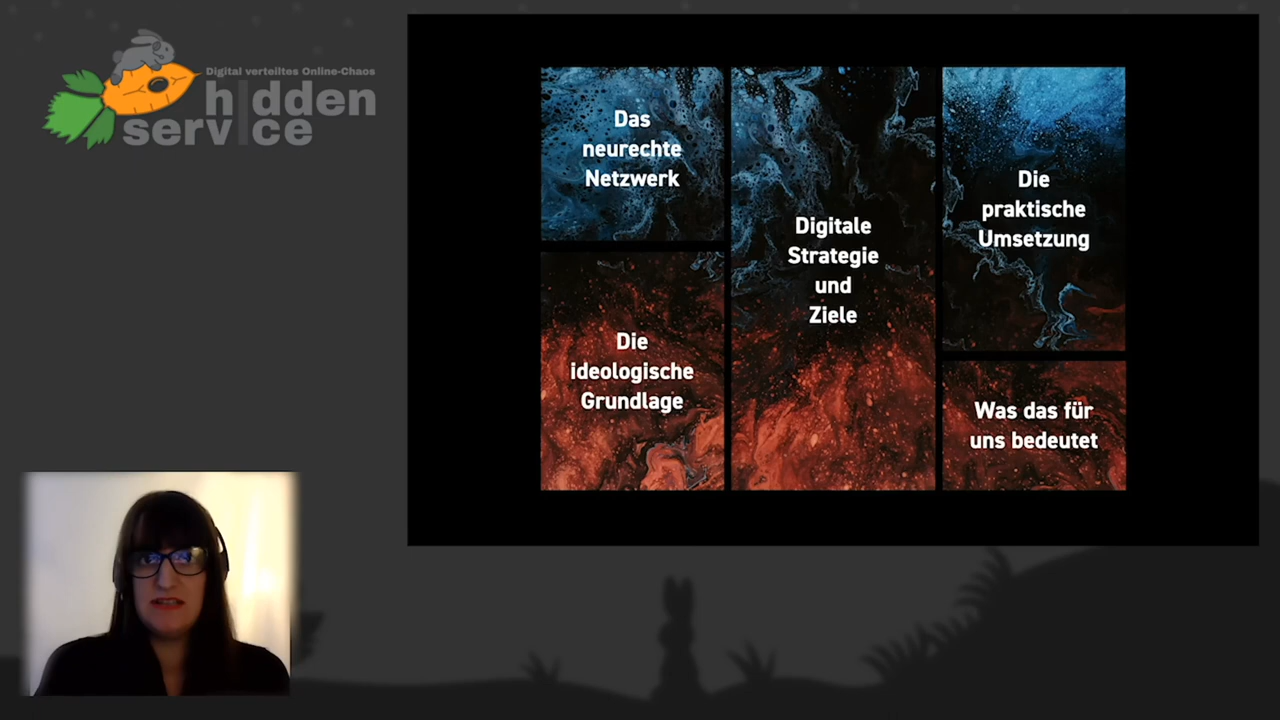 Digital verteiltes Online-Chaos
hidden
service
Das
neurechte
Netzwerk
Die
ideologische
Grundlage
Digitale
Strategie
und
Ziele
Die
praktische
Umsetzung
Was das für
uns bedeutet